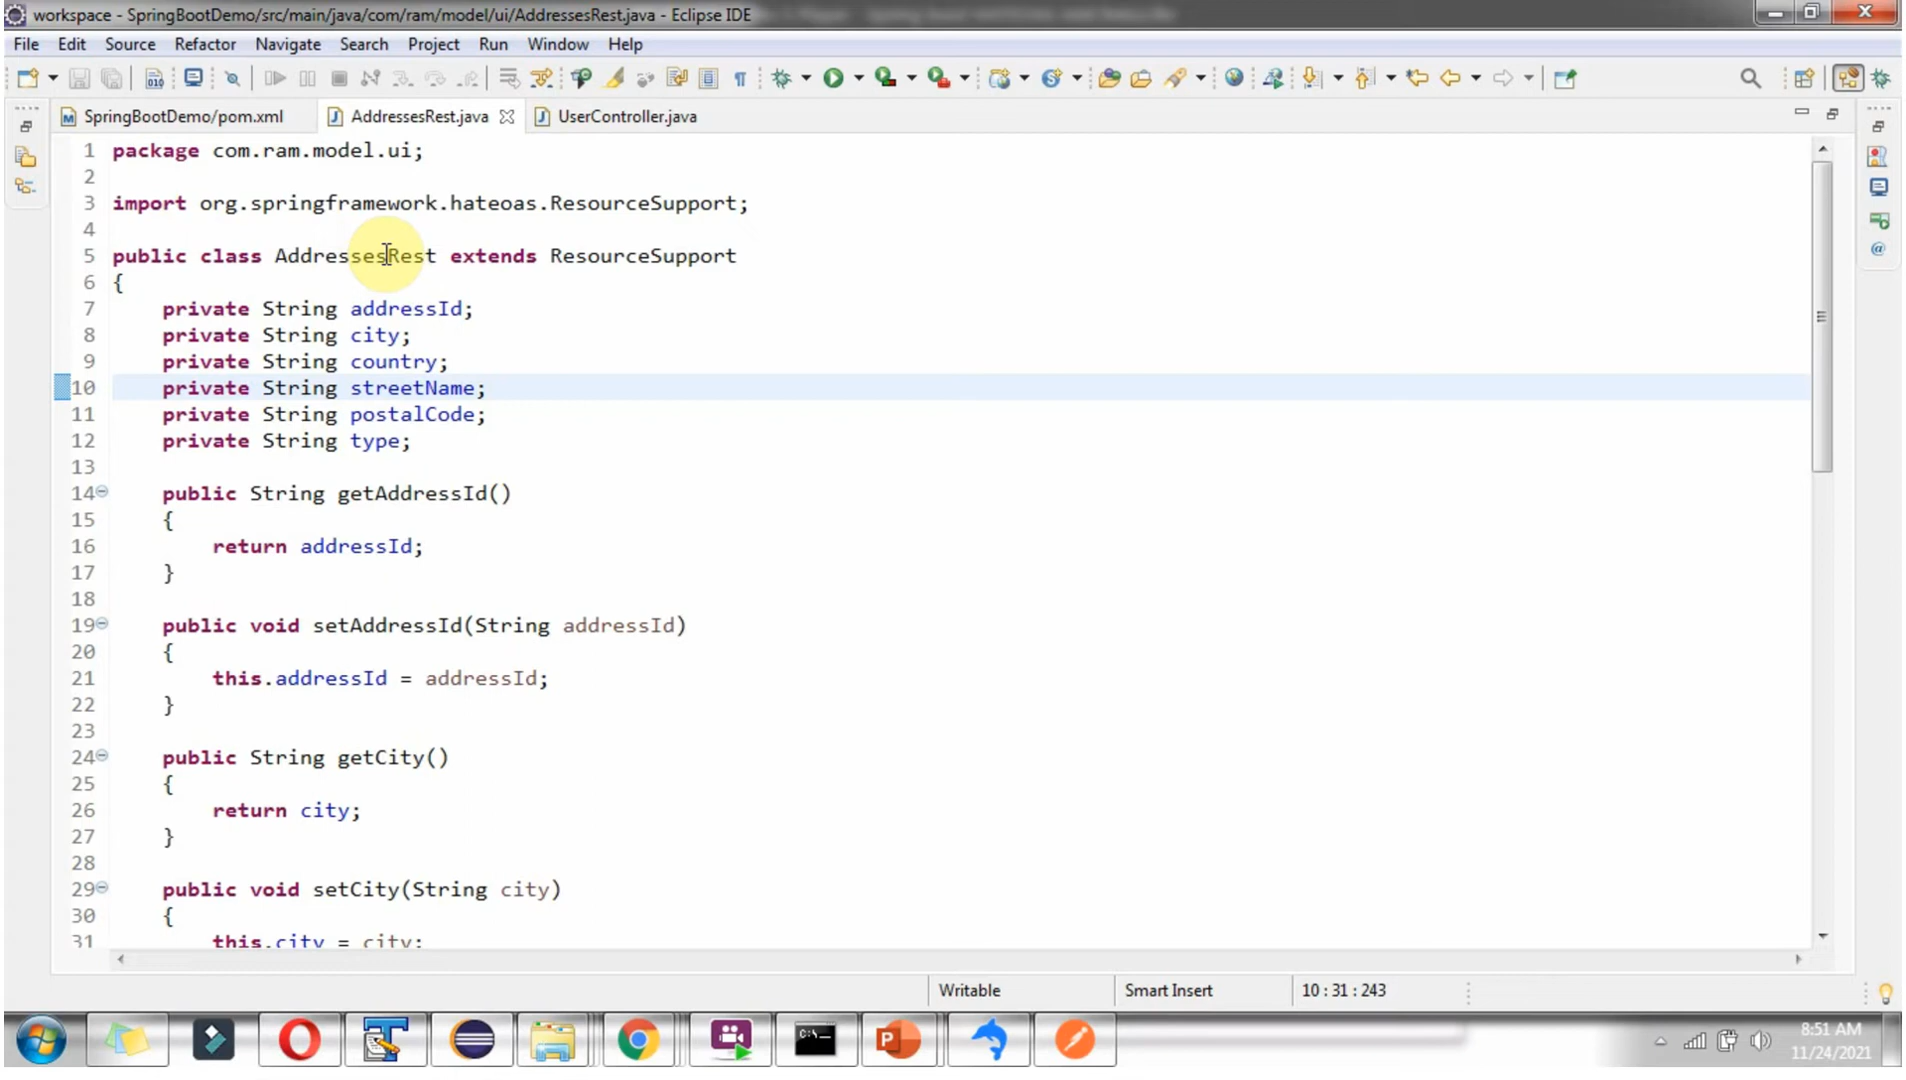 workspace - SpringBootDemo/src/main/java/com/ram/model/ui/AddressesRest.java - Eclipse IDE
File Edit Source Refactor Navigate Search Project Run Window Help
SpringBootDemo/pom.xml AddressesRest.java UserController.java
1 package com.ram.model.ui;
2
3 import org.springframework.hateoas.ResourceSupport;
4
5 public class AddressesRest extends ResourceSupport
6 {
7 private String addressId;
8 private String city;
9 private String country;
10 private String streetName;
11 private String postalCode;
12 private String type;
13
14 public String getAddressId()
15 {
16 return addressId;
17 }
18
19 public void setAddressId(String addressId)
20 {
21 this.addressId = addressId;
22 }
23
24 public String getCity()
25 {
26 return city;
27 }
28
29 public void setCity(String city)
30 {
31 this.city = city;
Writable Smart Insert 10 : 31 : 243
8:51 AM
11/24/2021